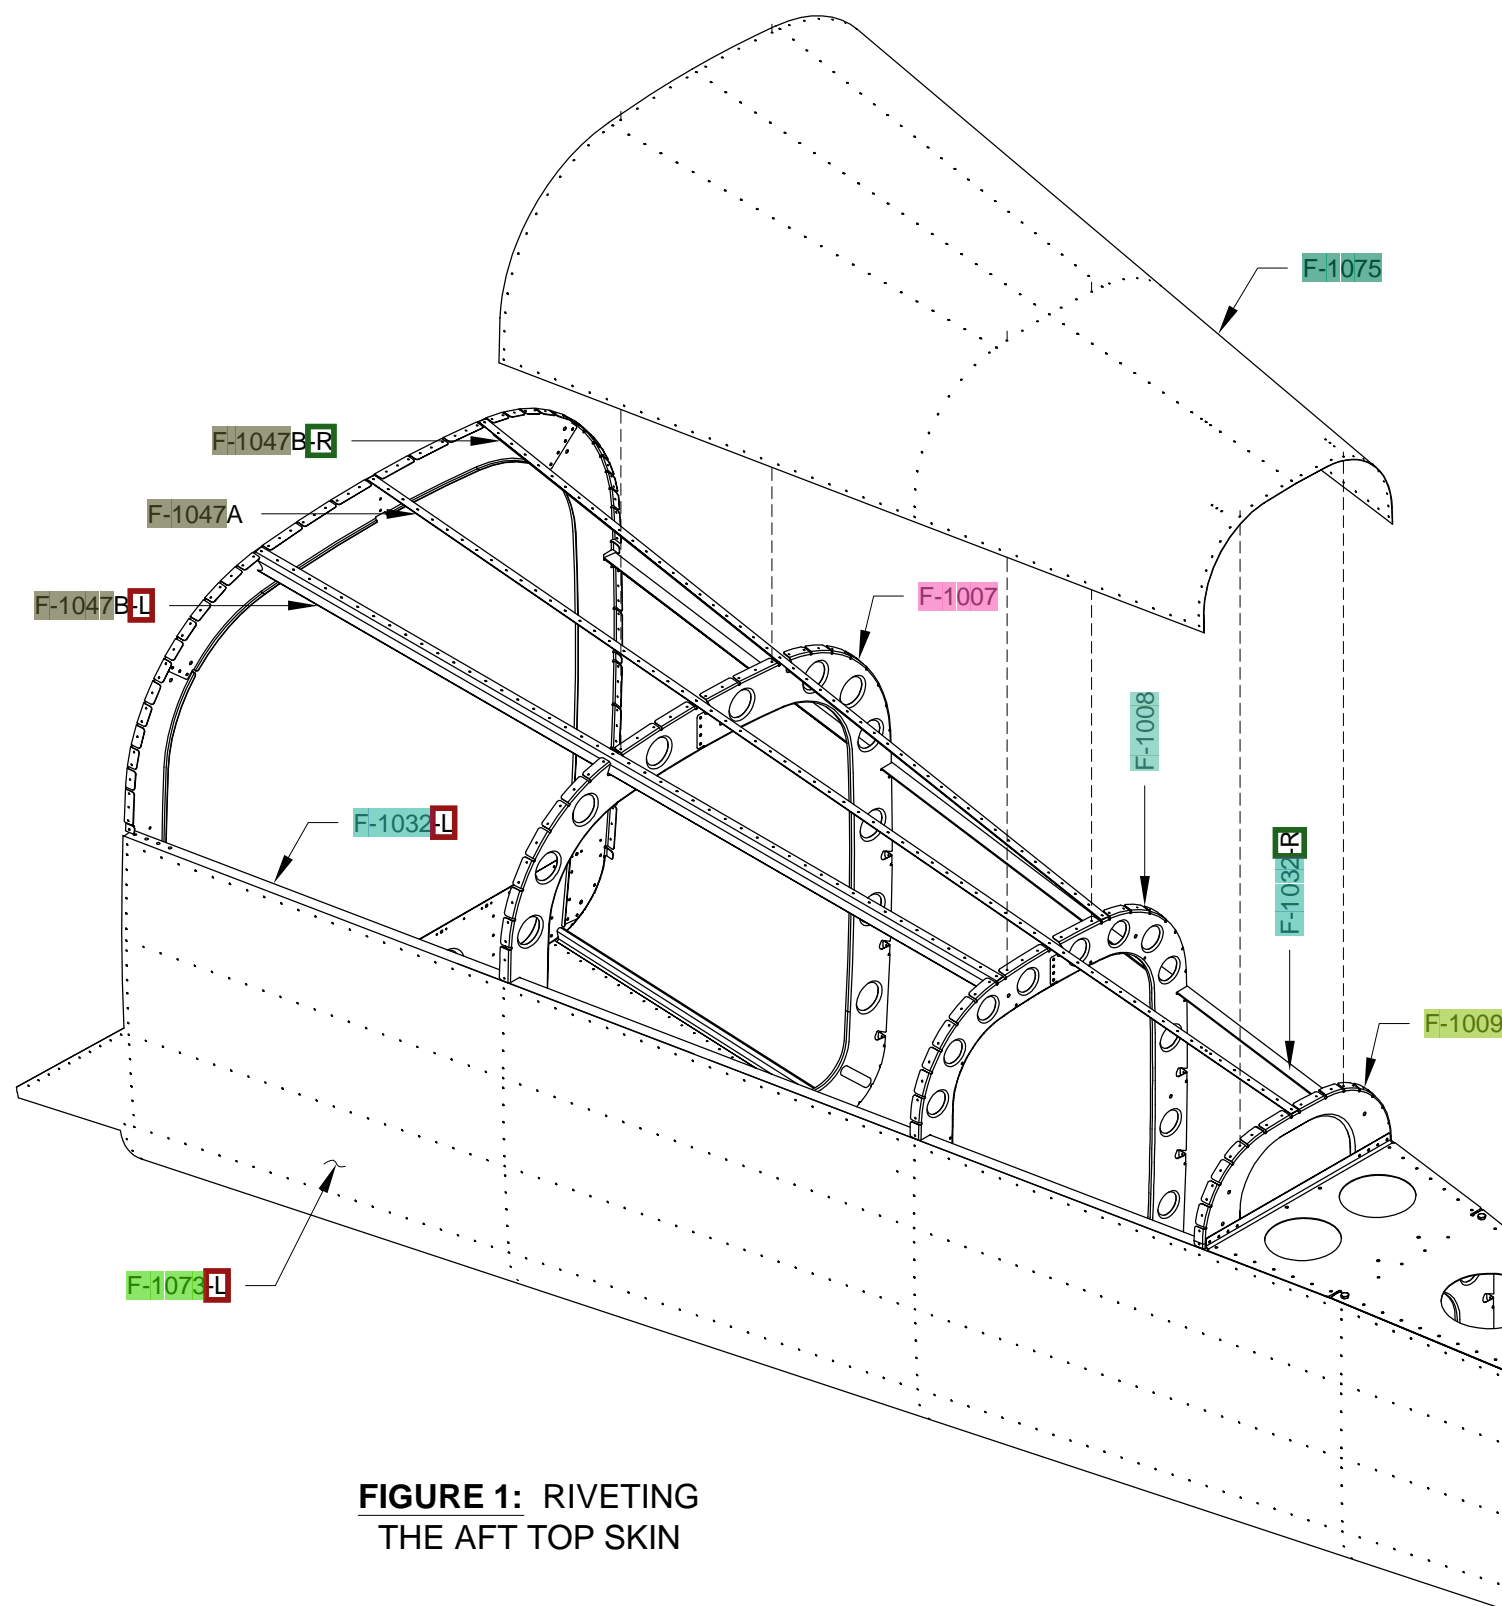 F-1075
F-1047B-R
F-1047A
F-1047B-L
F-1007
F-1008
F-1032-L
F-1032-R
F-1009
F-1073-L
FIGURE 1: RIVETING
THE AFT TOP SKIN